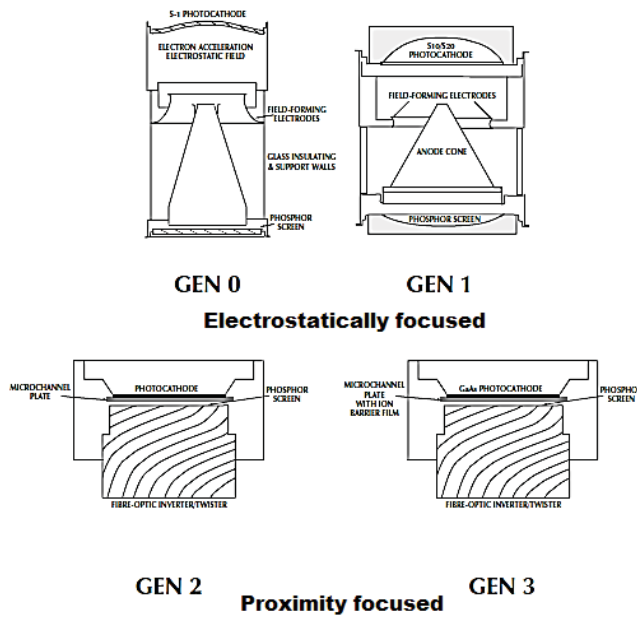 S-1 PHOTOCATHODE
ELECTRON ACCELERATION
ELECTROSTATIC FIELD
FIELD-FORMING
ELECTRODES
GLASS INSULATING
& SUPPORT WALLS
PHOSPHOR
SCREEN
GEN 0
S10/S20
PHOTOCATHODE
FIELD-FORMING ELECTRODES
ANODE CONE
PHOSPHOR SCREEN
GEN 1
Electrostatically focused
MICROCHANNEL
PLATE
PHOTOCATHODE
PHOSPHOR
SCREEN
FIBRE-OPTIC INVERTER/TWISTER
GEN 2
MICROCHANNEL
PLATE
WITH ION
BARRIER FILM
GaAs PHOTOCATHODE
PHOSPHO
SCREEN
FIBRE-OPTIC INVERTER/TWISTER
GEN 3
Proximity focused